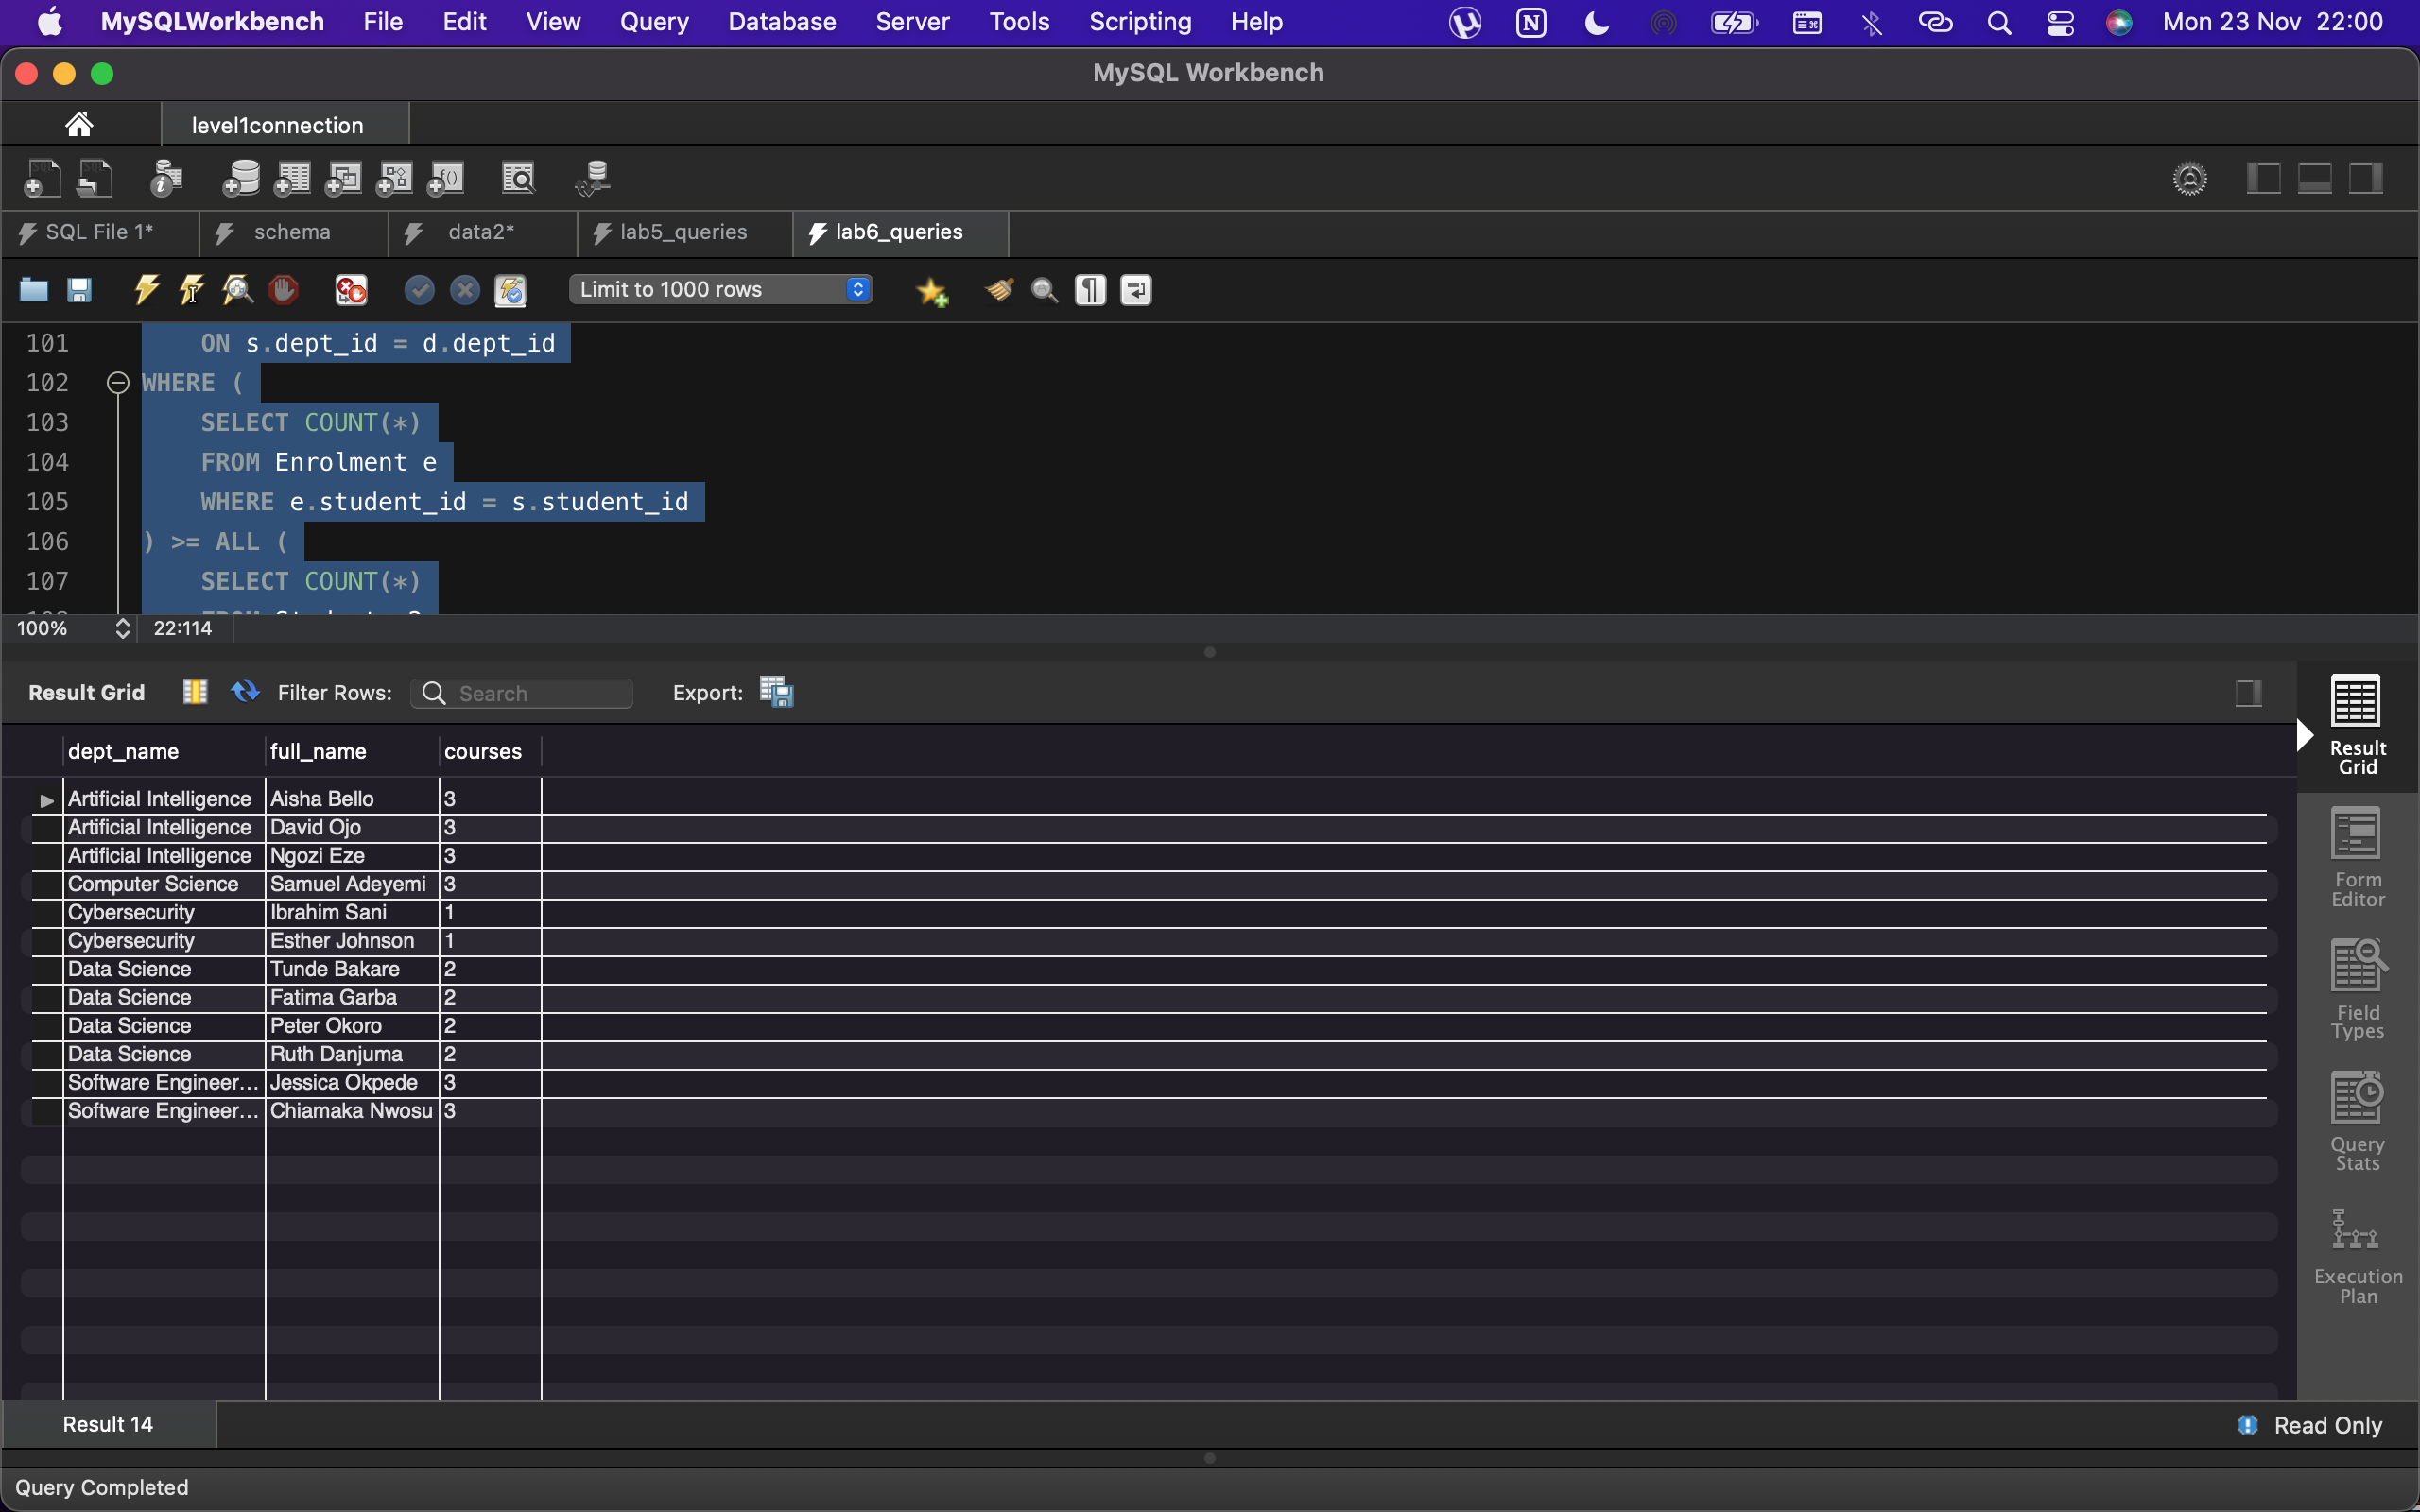 MySQLWorkbench File Edit View Query Database Server Tools Scripting Help Mon 23 Nov 22:00
MySQL Workbench
level1connection
SQL File 1* schema data2* lab5_queries lab6_queries
Limit to 1000 rows
101 ON s.dept_id = d.dept_id
102 WHERE (
103 SELECT COUNT(*)
104 FROM Enrolment e
105 WHERE e.student_id = s.student_id
106 ) >= ALL (
107 SELECT COUNT(*)
100% 22:114
Result Grid Filter Rows: Search Export:
dept_name full_name courses
Artificial Intelligence Aisha Bello 3
Artificial Intelligence David Ojo 3
Artificial Intelligence Ngozi Eze 3
Computer Science Samuel Adeyemi 3
Cybersecurity Ibrahim Sani 1
Cybersecurity Esther Johnson 1
Data Science Tunde Bakare 2
Data Science Fatima Garba 2
Data Science Peter Okoro 2
Data Science Ruth Danjuma 2
Software Engineer... Jessica Okpede 3
Software Engineer... Chiamaka Nwosu 3
Result
Grid
Form
Editor
Field
Types
Query
Stats
Execution
Plan
Result 14 Read Only
Query Completed